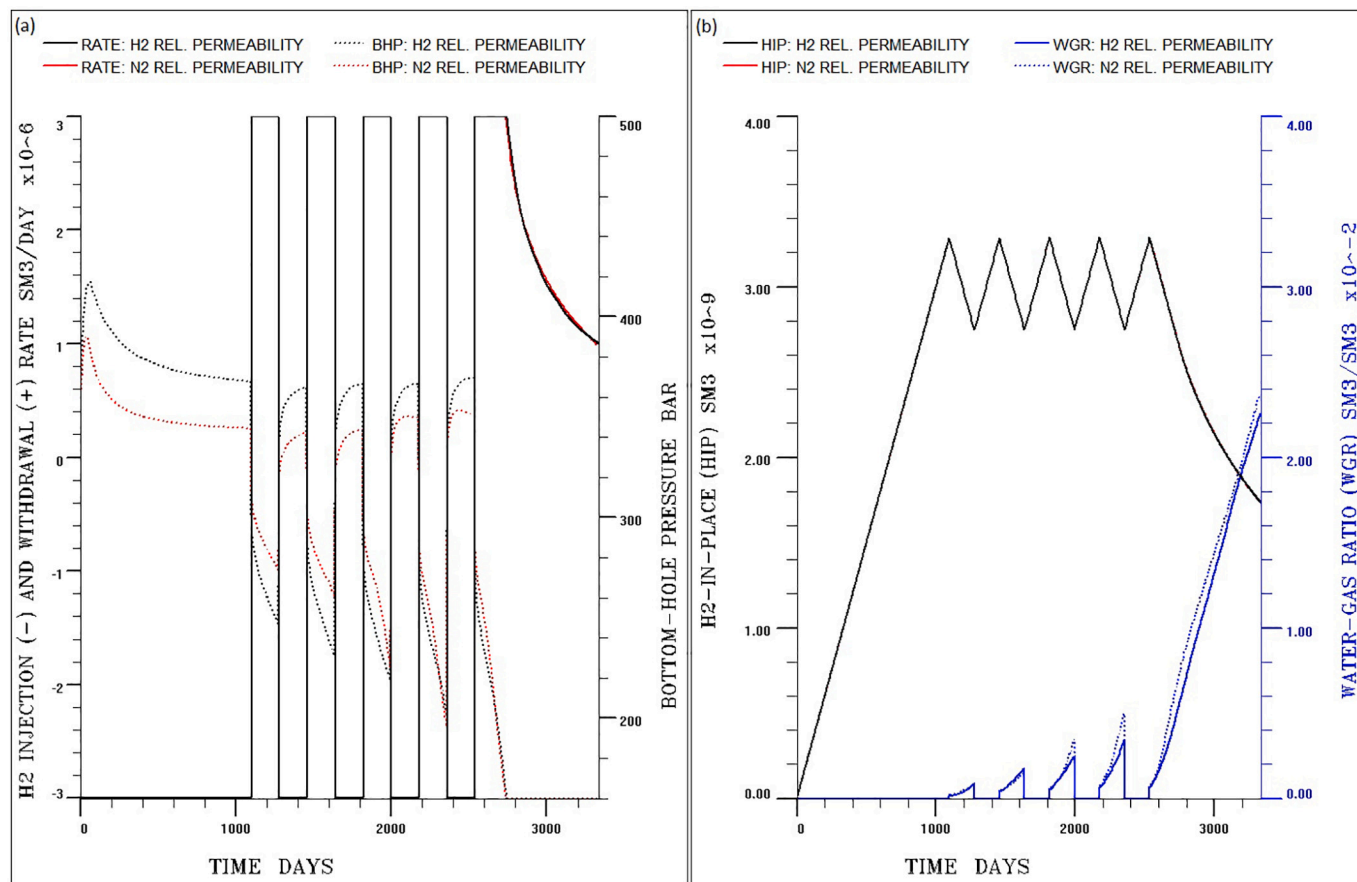 (a)
RATE: H2 REL. PERMEABILITY
BHP: H2 REL. PERMEABILITY
RATE: N2 REL. PERMEABILITY
BHP: N2 REL. PERMEABILITY
H2 INJECTION (−) AND WITHDRAWAL (+) RATE SM3/DAY x10^6
3
2
1
0
-1
-2
-3
500
400
300
200
BOTTOM-HOLE PRESSURE BAR
0
1000
2000
3000
TIME DAYS
(b)
HIP: H2 REL. PERMEABILITY
WGR: H2 REL. PERMEABILITY
HIP: N2 REL. PERMEABILITY
WGR: N2 REL. PERMEABILITY
H2-IN-PLACE (HIP) SM3 x10^9
4.00
3.00
2.00
1.00
0.00
4.00
3.00
2.00
1.00
0.00
WATER-GAS RATIO (WGR) SM3/SM3 x10^-2
0
1000
2000
3000
TIME DAYS